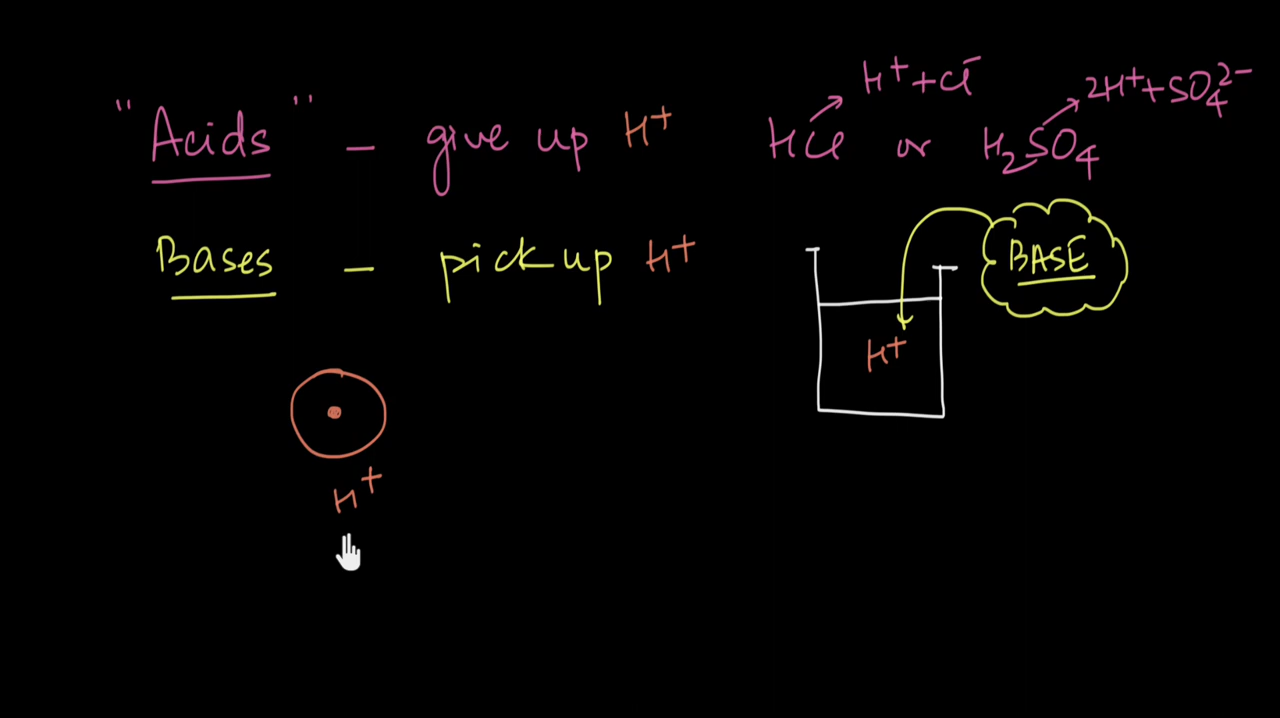 H⁺+Cl⁻ 2H⁺+SO₄²⁻
"Acids" – give up H⁺ HCl or H₂SO₄
Bases – pick up H⁺ BASE
H⁺
H⁺